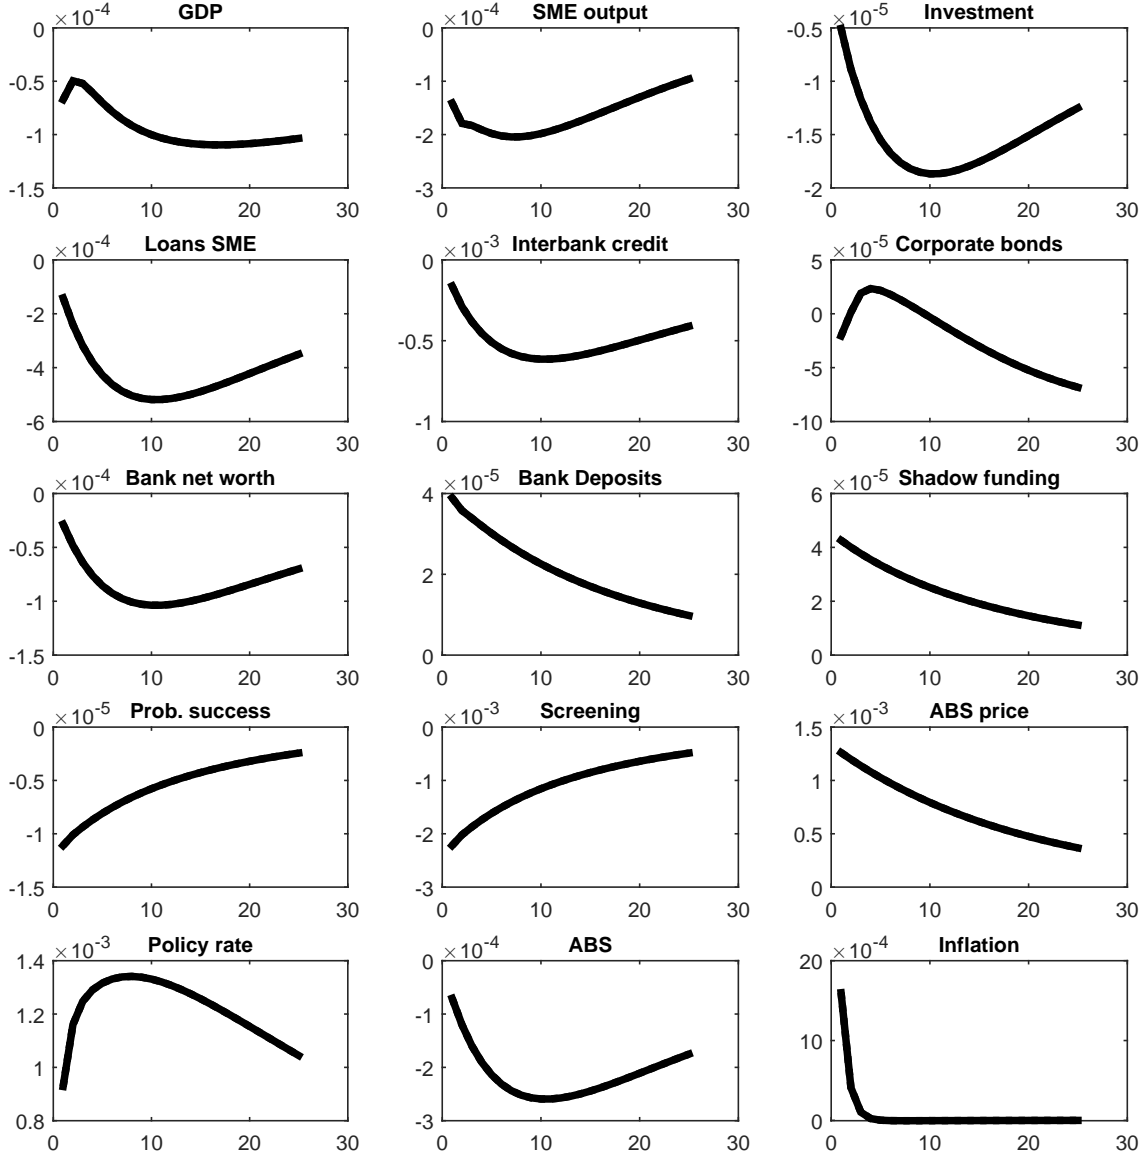 GDP
×10^-4
0
-0.5
-1
-1.5
0 10 20 30
SME output
×10^-4
0
-1
-2
-3
0 10 20 30
Investment
×10^-5
-0.5
-1
-1.5
-2
0 10 20 30
Loans SME
×10^-4
0
-2
-4
-6
0 10 20 30
Interbank credit
×10^-3
0
-0.5
-1
0 10 20 30
Corporate bonds
×10^-5
5
0
-5
-10
0 10 20 30
Bank net worth
×10^-4
0
-0.5
-1
-1.5
0 10 20 30
Bank Deposits
×10^-5
4
2
0
0 10 20 30
Shadow funding
×10^-5
6
4
2
0
0 10 20 30
Prob. success
×10^-5
0
-0.5
-1
-1.5
0 10 20 30
Screening
×10^-3
0
-1
-2
-3
0 10 20 30
ABS price
×10^-3
1.5
1
0.5
0
0 10 20 30
Policy rate
×10^-3
1.4
1.2
1
0.8
0 10 20 30
ABS
×10^-4
0
-1
-2
-3
0 10 20 30
Inflation
×10^-4
20
10
0
0 10 20 30